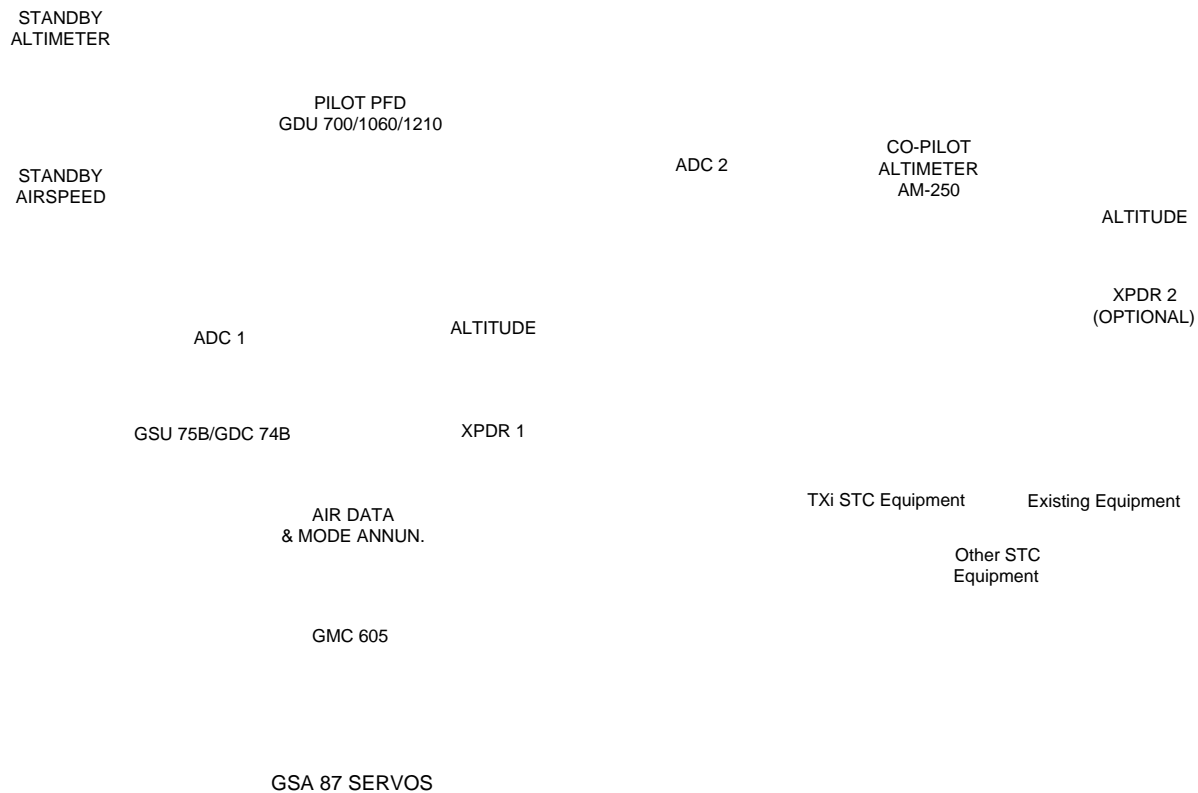 STANDBY
ALTIMETER
PILOT PFD
GDU 700/1060/1210
CO-PILOT
ALTIMETER
AM-250
ADC 2
STANDBY
AIRSPEED
ALTITUDE
XPDR 2
(OPTIONAL)
ADC 1
ALTITUDE
GSU 75B/GDC 74B
XPDR 1
TXi STC Equipment
Existing Equipment
AIR DATA
& MODE ANNUN.
Other STC
Equipment
GMC 605
GSA 87 SERVOS